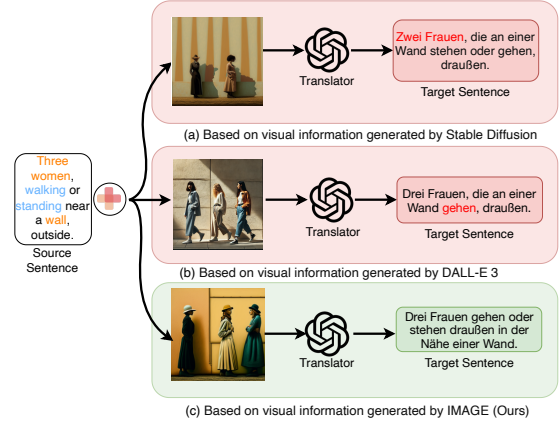 Three
women,
walking or
standing near
a wall,
outside.
Source
Sentence
Translator
Zwei Frauen, die an einer
Wand stehen oder gehen,
draußen.
Target Sentence
(a) Based on visual information generated by Stable Diffusion
Translator
Drei Frauen, die an einer
Wand gehen, draußen.
Target Sentence
(b) Based on visual information generated by DALL-E 3
Translator
Drei Frauen gehen oder
stehen draußen in der
Nähe einer Wand.
Target Sentence
(c) Based on visual information generated by IMAGE (Ours)